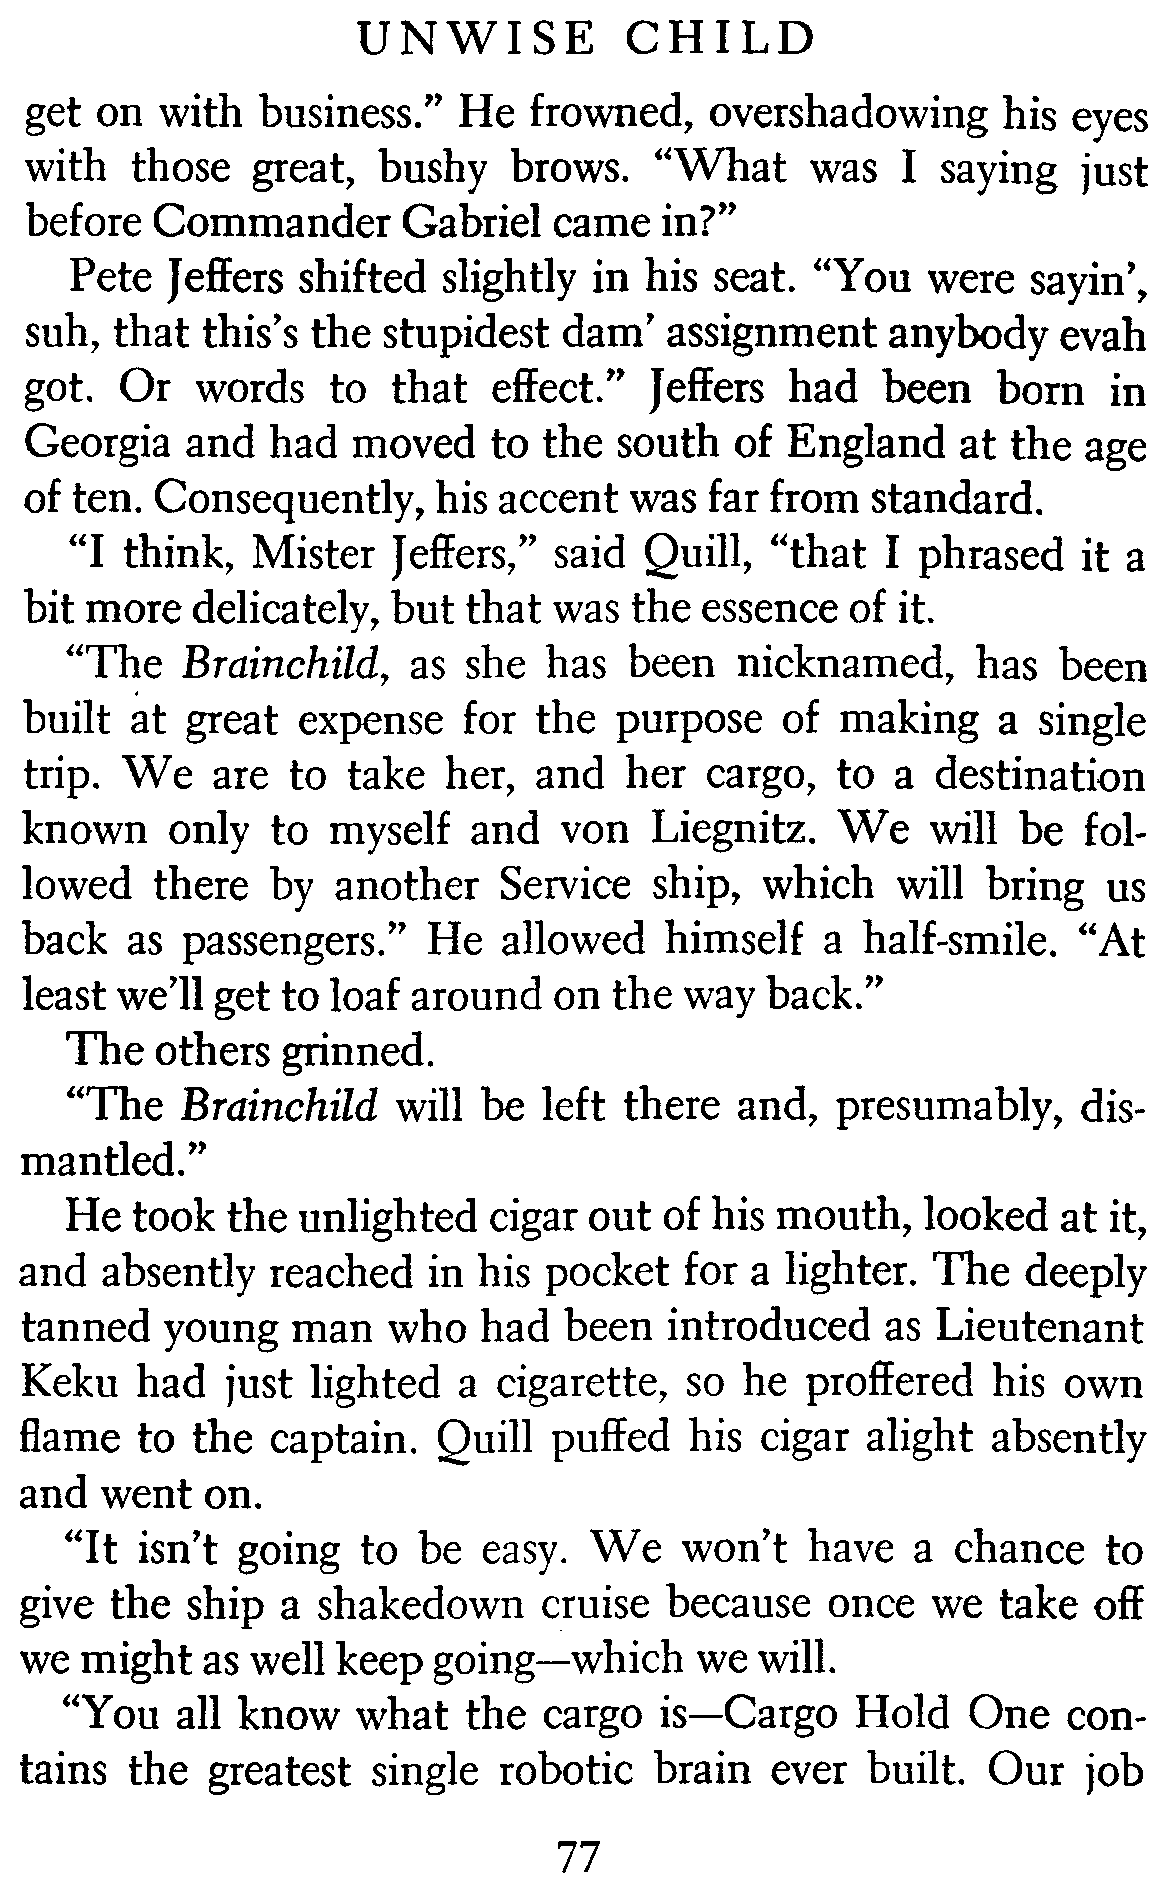 UNWISE CHILD
get on with business.” He frowned, overshadowing his eyes
with those great, bushy brows. “What was I saying just
before Commander Gabriel came in?”
Pete Jeffers shifted slightly in his seat. “You were sayin’,
suh, that this’s the stupidest dam’ assignment anybody evah
got. Or words to that effect.” Jeffers had been born in
Georgia and had moved to the south of England at the age
of ten. Consequently, his accent was far from standard.
“I think, Mister Jeffers,” said Quill, “that I phrased it a
bit more delicately, but that was the essence of it.
“The Brainchild, as she has been nicknamed, has been
built at great expense for the purpose of making a single
trip. We are to take her, and her cargo, to a destination
known only to myself and von Liegnitz. We will be fol-
lowed there by another Service ship, which will bring us
back as passengers.” He allowed himself a half-smile. “At
least we’ll get to loaf around on the way back.”
The others grinned.
“The Brainchild will be left there and, presumably, dis-
mantled.”
He took the unlighted cigar out of his mouth, looked at it,
and absently reached in his pocket for a lighter. The deeply
tanned young man who had been introduced as Lieutenant
Keku had just lighted a cigarette, so he proffered his own
flame to the captain. Quill puffed his cigar alight absently
and went on.
“It isn’t going to be easy. We won’t have a chance to
give the ship a shakedown cruise because once we take off
we might as well keep going—which we will.
“You all know what the cargo is—Cargo Hold One con-
tains the greatest single robotic brain ever built. Our job
77